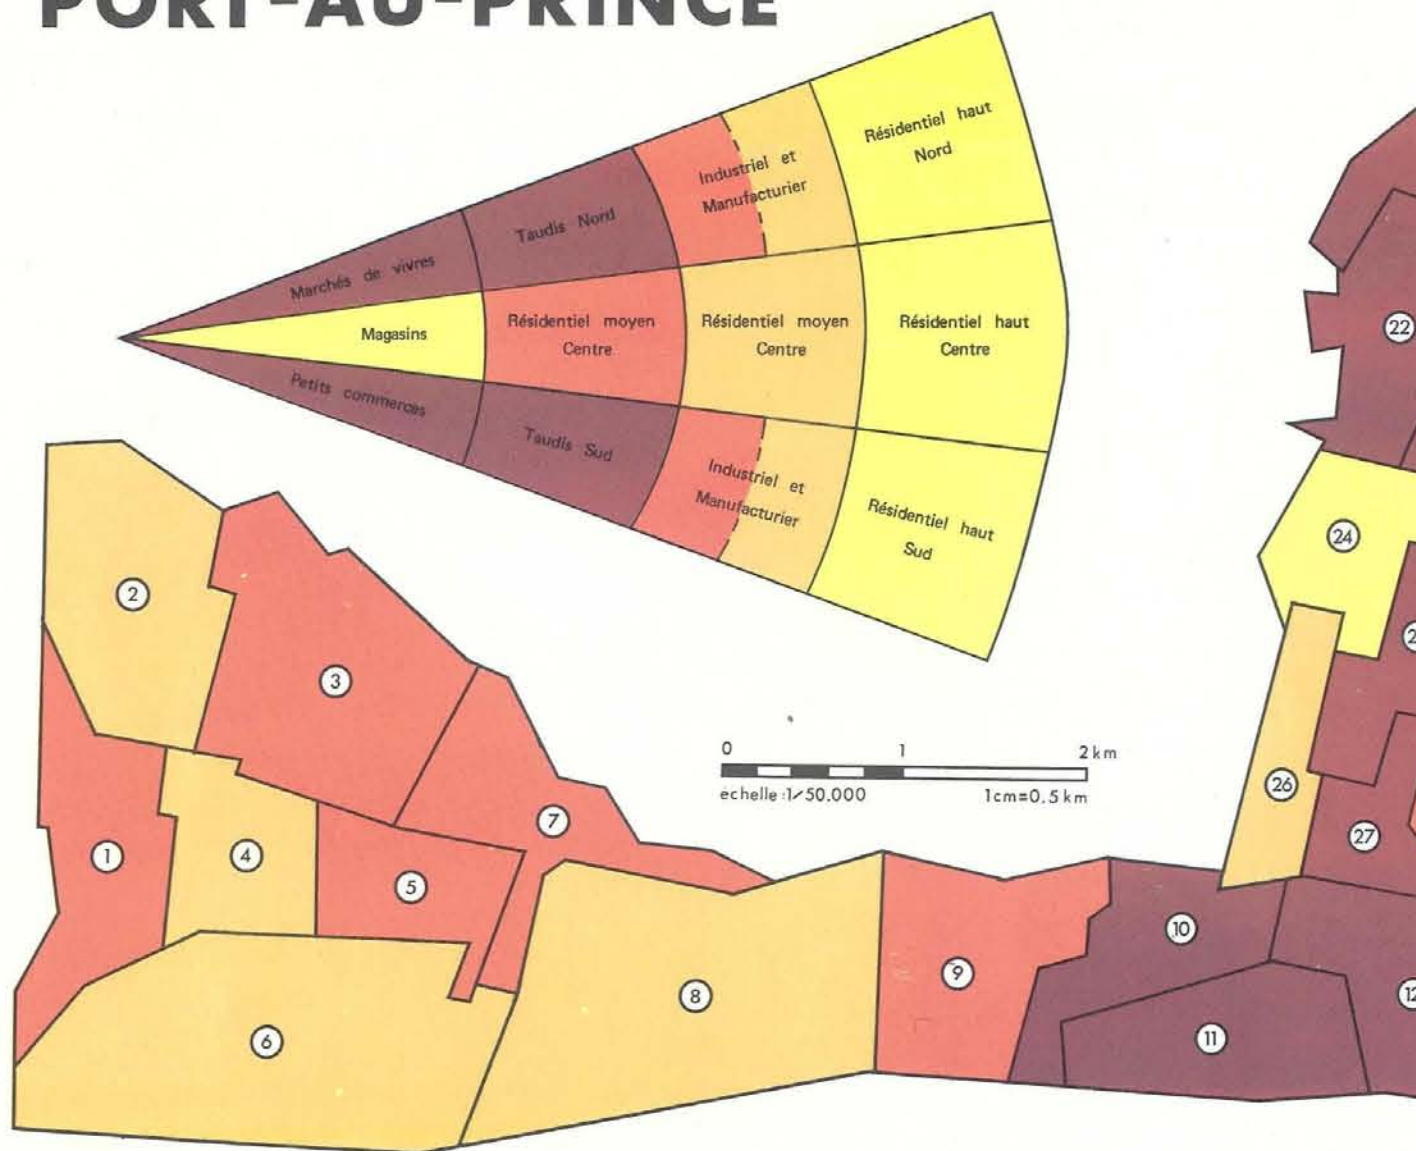 PORT-AU-PRINCE
Résidentiel haut
Nord
Industriel et
Manufacturier
Taudis Nord
Marchés de vivres
Magasins
Résidentiel moyen
Centre
Résidentiel moyen
Centre
Résidentiel haut
Centre
Petits commerces
Taudis Sud
Industriel et
Manufacturier
Résidentiel haut
Sud
22
24
2
3
0 1 2 km
échelle :1/50.000 1cm=0.5 km
26
27
7
1
4
5
10
9
8
11
12
6